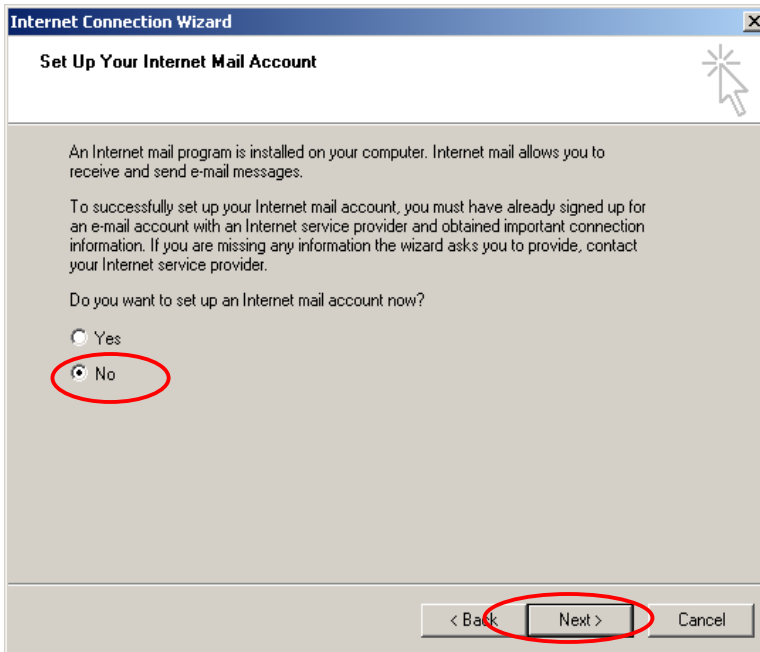 Internet Connection Wizard
Set Up Your Internet Mail Account
An Internet mail program is installed on your computer. Internet mail allows you to
receive and send e-mail messages.
To successfully set up your Internet mail account, you must have already signed up for
an e-mail account with an Internet service provider and obtained important connection
information. If you are missing any information the wizard asks you to provide, contact
your Internet service provider.
Do you want to set up an Internet mail account now?
Yes
No
< Back Next > Cancel